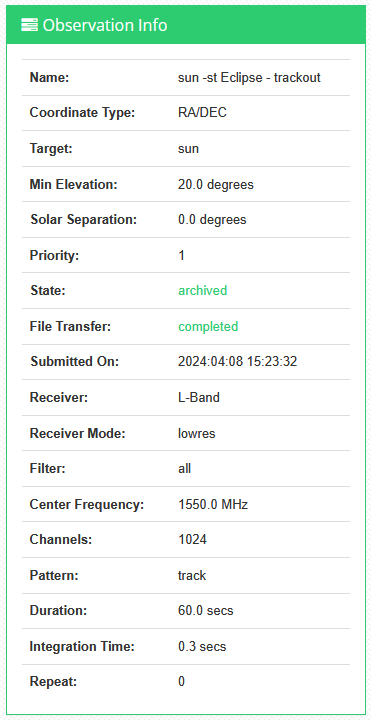 Observation Info
Name: sun -st Eclipse - trackout
Coordinate Type: RA/DEC
Target: sun
Min Elevation: 20.0 degrees
Solar Separation: 0.0 degrees
Priority: 1
State: archived
File Transfer: completed
Submitted On: 2024:04:08 15:23:32
Receiver: L-Band
Receiver Mode: lowres
Filter: all
Center Frequency: 1550.0 MHz
Channels: 1024
Pattern: track
Duration: 60.0 secs
Integration Time: 0.3 secs
Repeat: 0